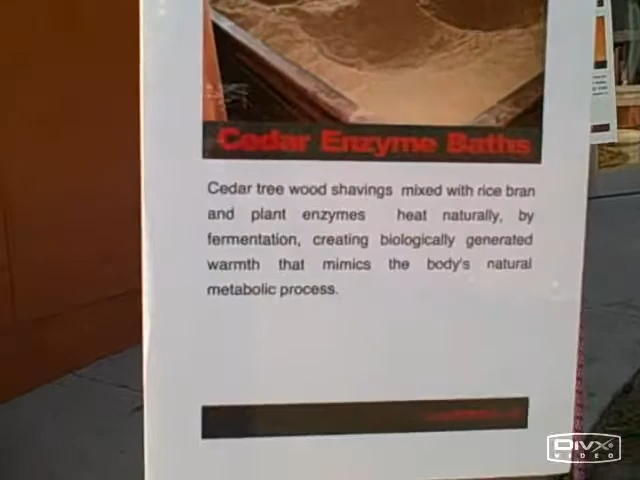 Cedar Enzyme Baths
Cedar tree wood shavings mixed with rice bran
and plant enzymes heat naturally, by
fermentation, creating biologically generated
warmth that mimics the body's natural
metabolic process.
DIVX
VIDEO